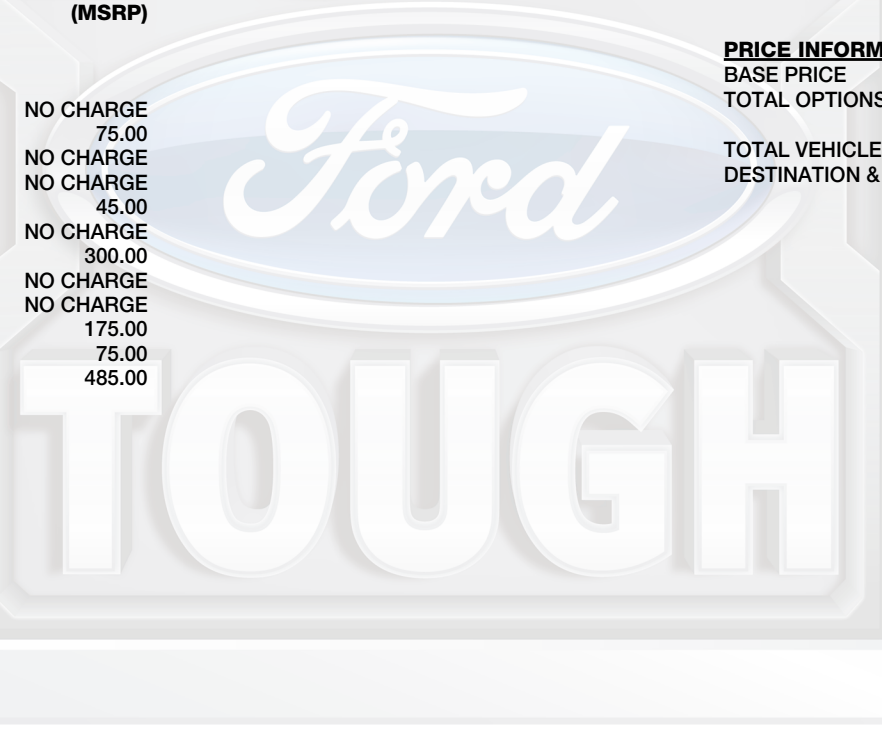 (MSRP)
NO CHARGE
75.00
NO CHARGE
NO CHARGE
45.00
NO CHARGE
300.00
NO CHARGE
NO CHARGE
175.00
75.00
485.00
PRICE INFORM
BASE PRICE
TOTAL OPTIONS
TOTAL VEHICLE
DESTINATION &
Ford
TOUGH